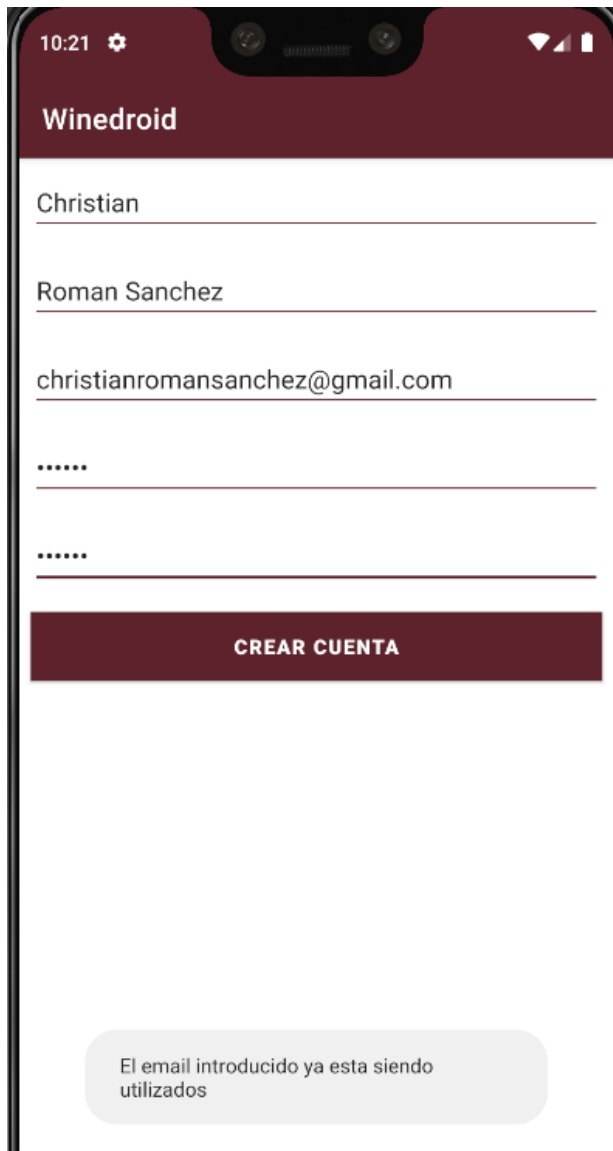 10:21
Winedroid
Christian
Roman Sanchez
christianromansanchez@gmail.com
••••••
••••••
CREAR CUENTA
El email introducido ya esta siendo
utilizados